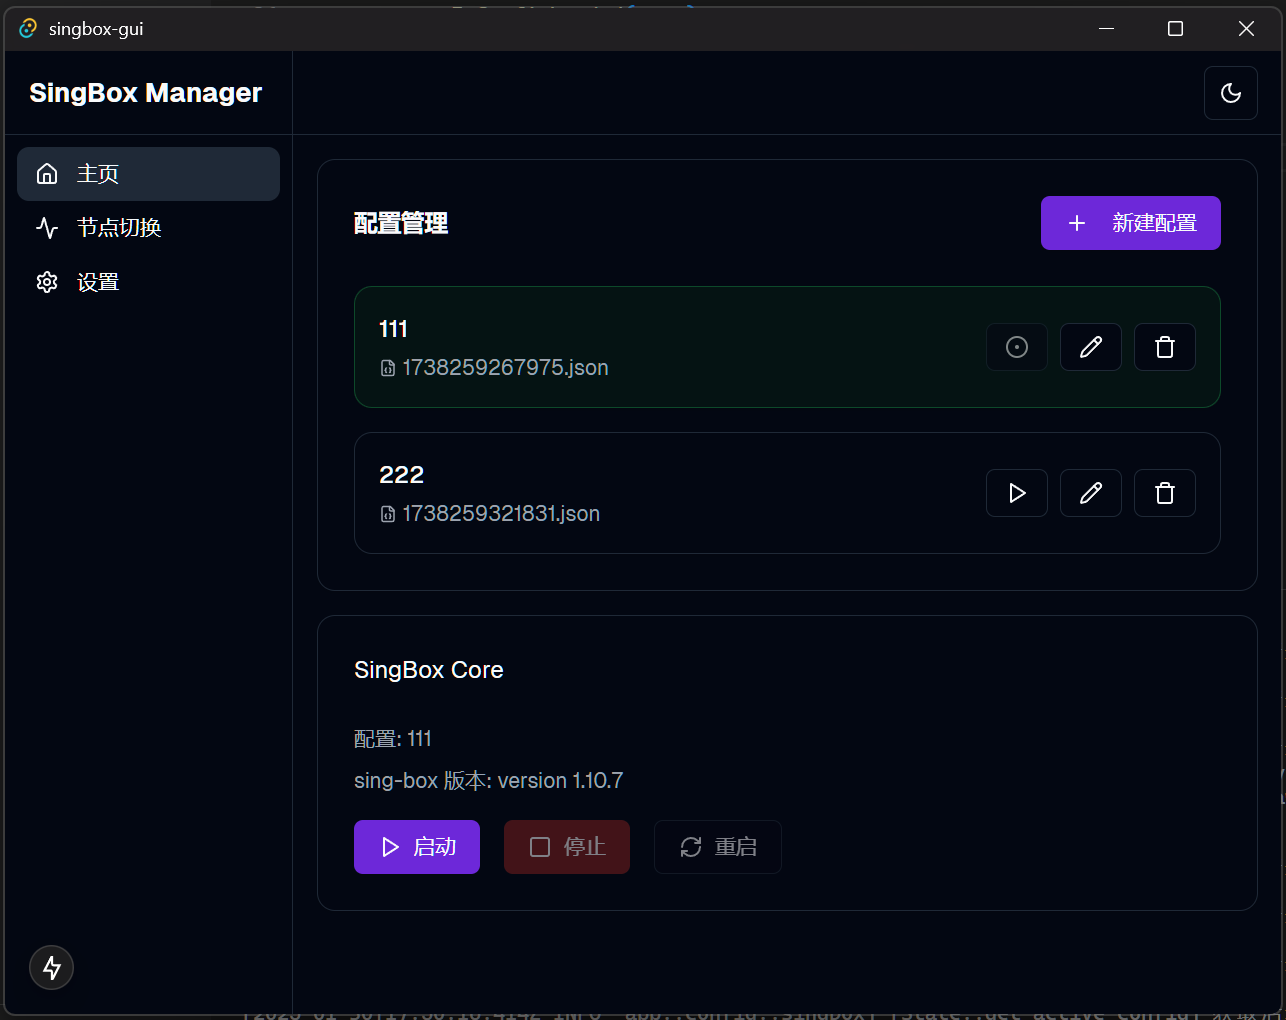 singbox-gui
SingBox Manager
主页
节点切换
设置
配置管理
新建配置
111
1738259267975.json
222
1738259321831.json
SingBox Core
配置: 111
sing-box 版本: version 1.10.7
启动
停止
重启